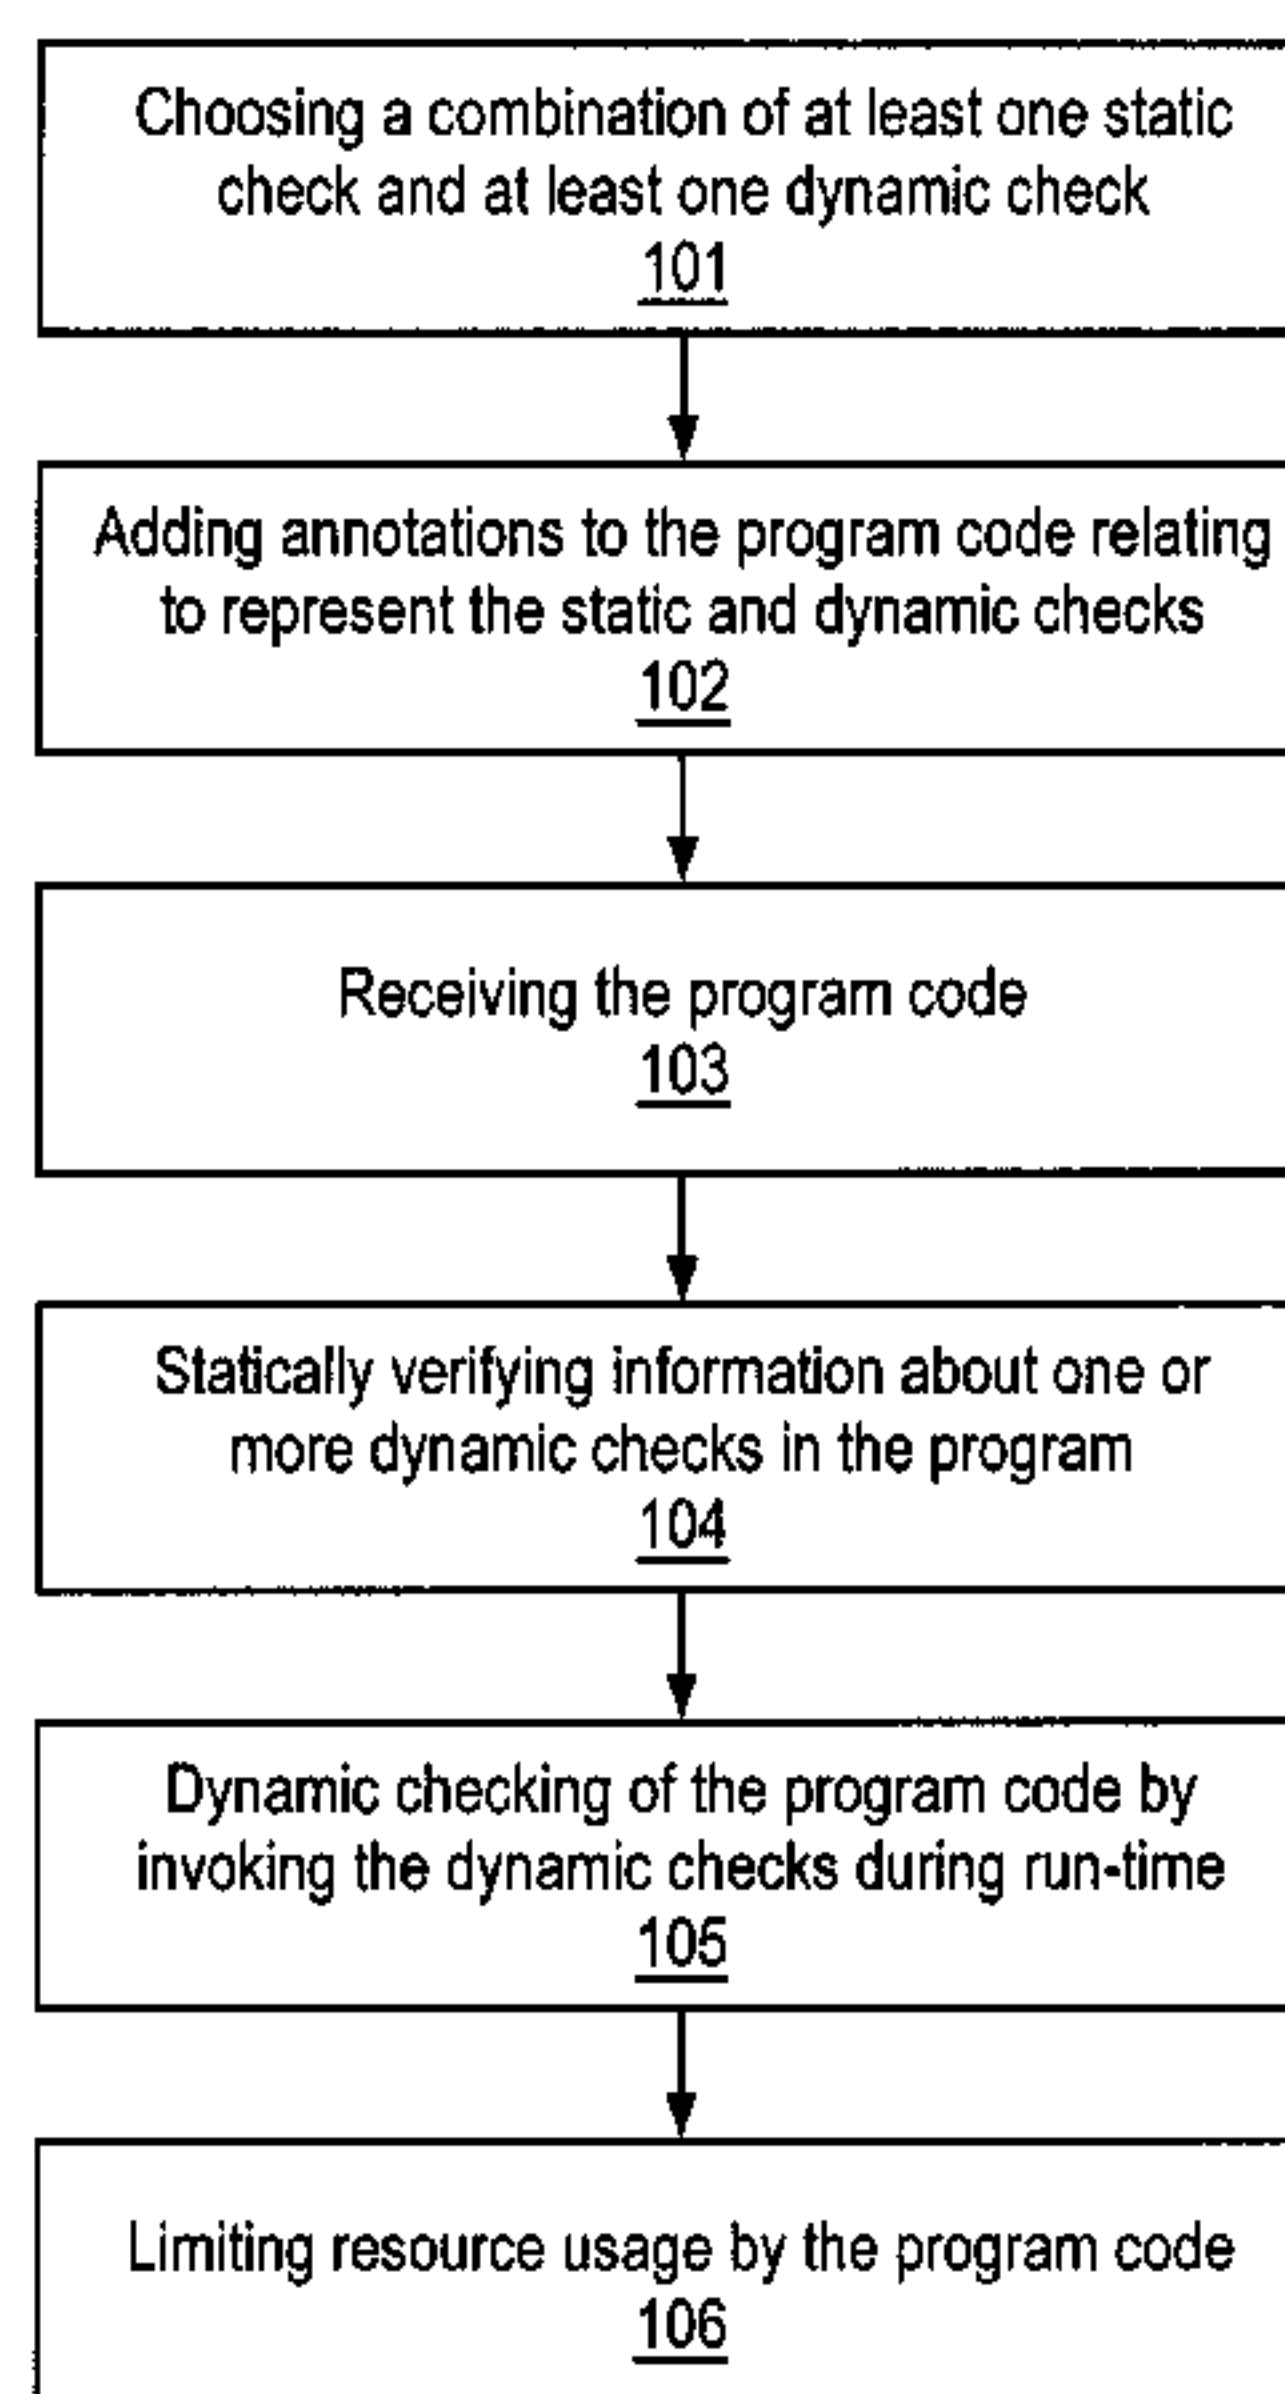 Choosing a combination of at least one static
check and at least one dynamic check
101
Adding annotations to the program code relating
to represent the static and dynamic checks
102
Receiving the program code
103
Statically verifying information about one or
more dynamic checks in the program
104
Dynamic checking of the program code by
invoking the dynamic checks during run-time
105
Limiting resource usage by the program code
106